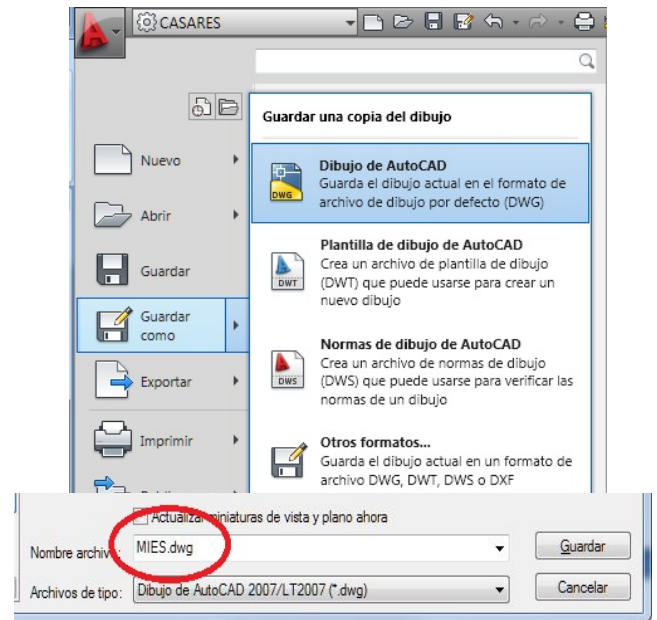 CASARES
Guardar una copia del dibujo
Nuevo
Abrir
Guardar
Guardar
como
Exportar
Imprimir
Dibujo de AutoCAD
Guarda el dibujo actual en el formato de
archivo de dibujo por defecto (DWG)
DWG
Plantilla de dibujo de AutoCAD
Crea un archivo de plantilla de dibujo
(DWT) que puede usarse para crear un
nuevo dibujo
DWT
Normas de dibujo de AutoCAD
Crea un archivo de normas de dibujo
(DWS) que puede usarse para verificar las
normas de un dibujo
DWS
Otros formatos...
Guarda el dibujo actual en un formato de
archivo DWG, DWT, DWS o DXF
Actualizar miniaturas de vista y plano ahora
Nombre archivo: MIES.dwg
Guardar
Archivos de tipo: Dibujo de AutoCAD 2007/LT2007 (*.dwg)
Cancelar